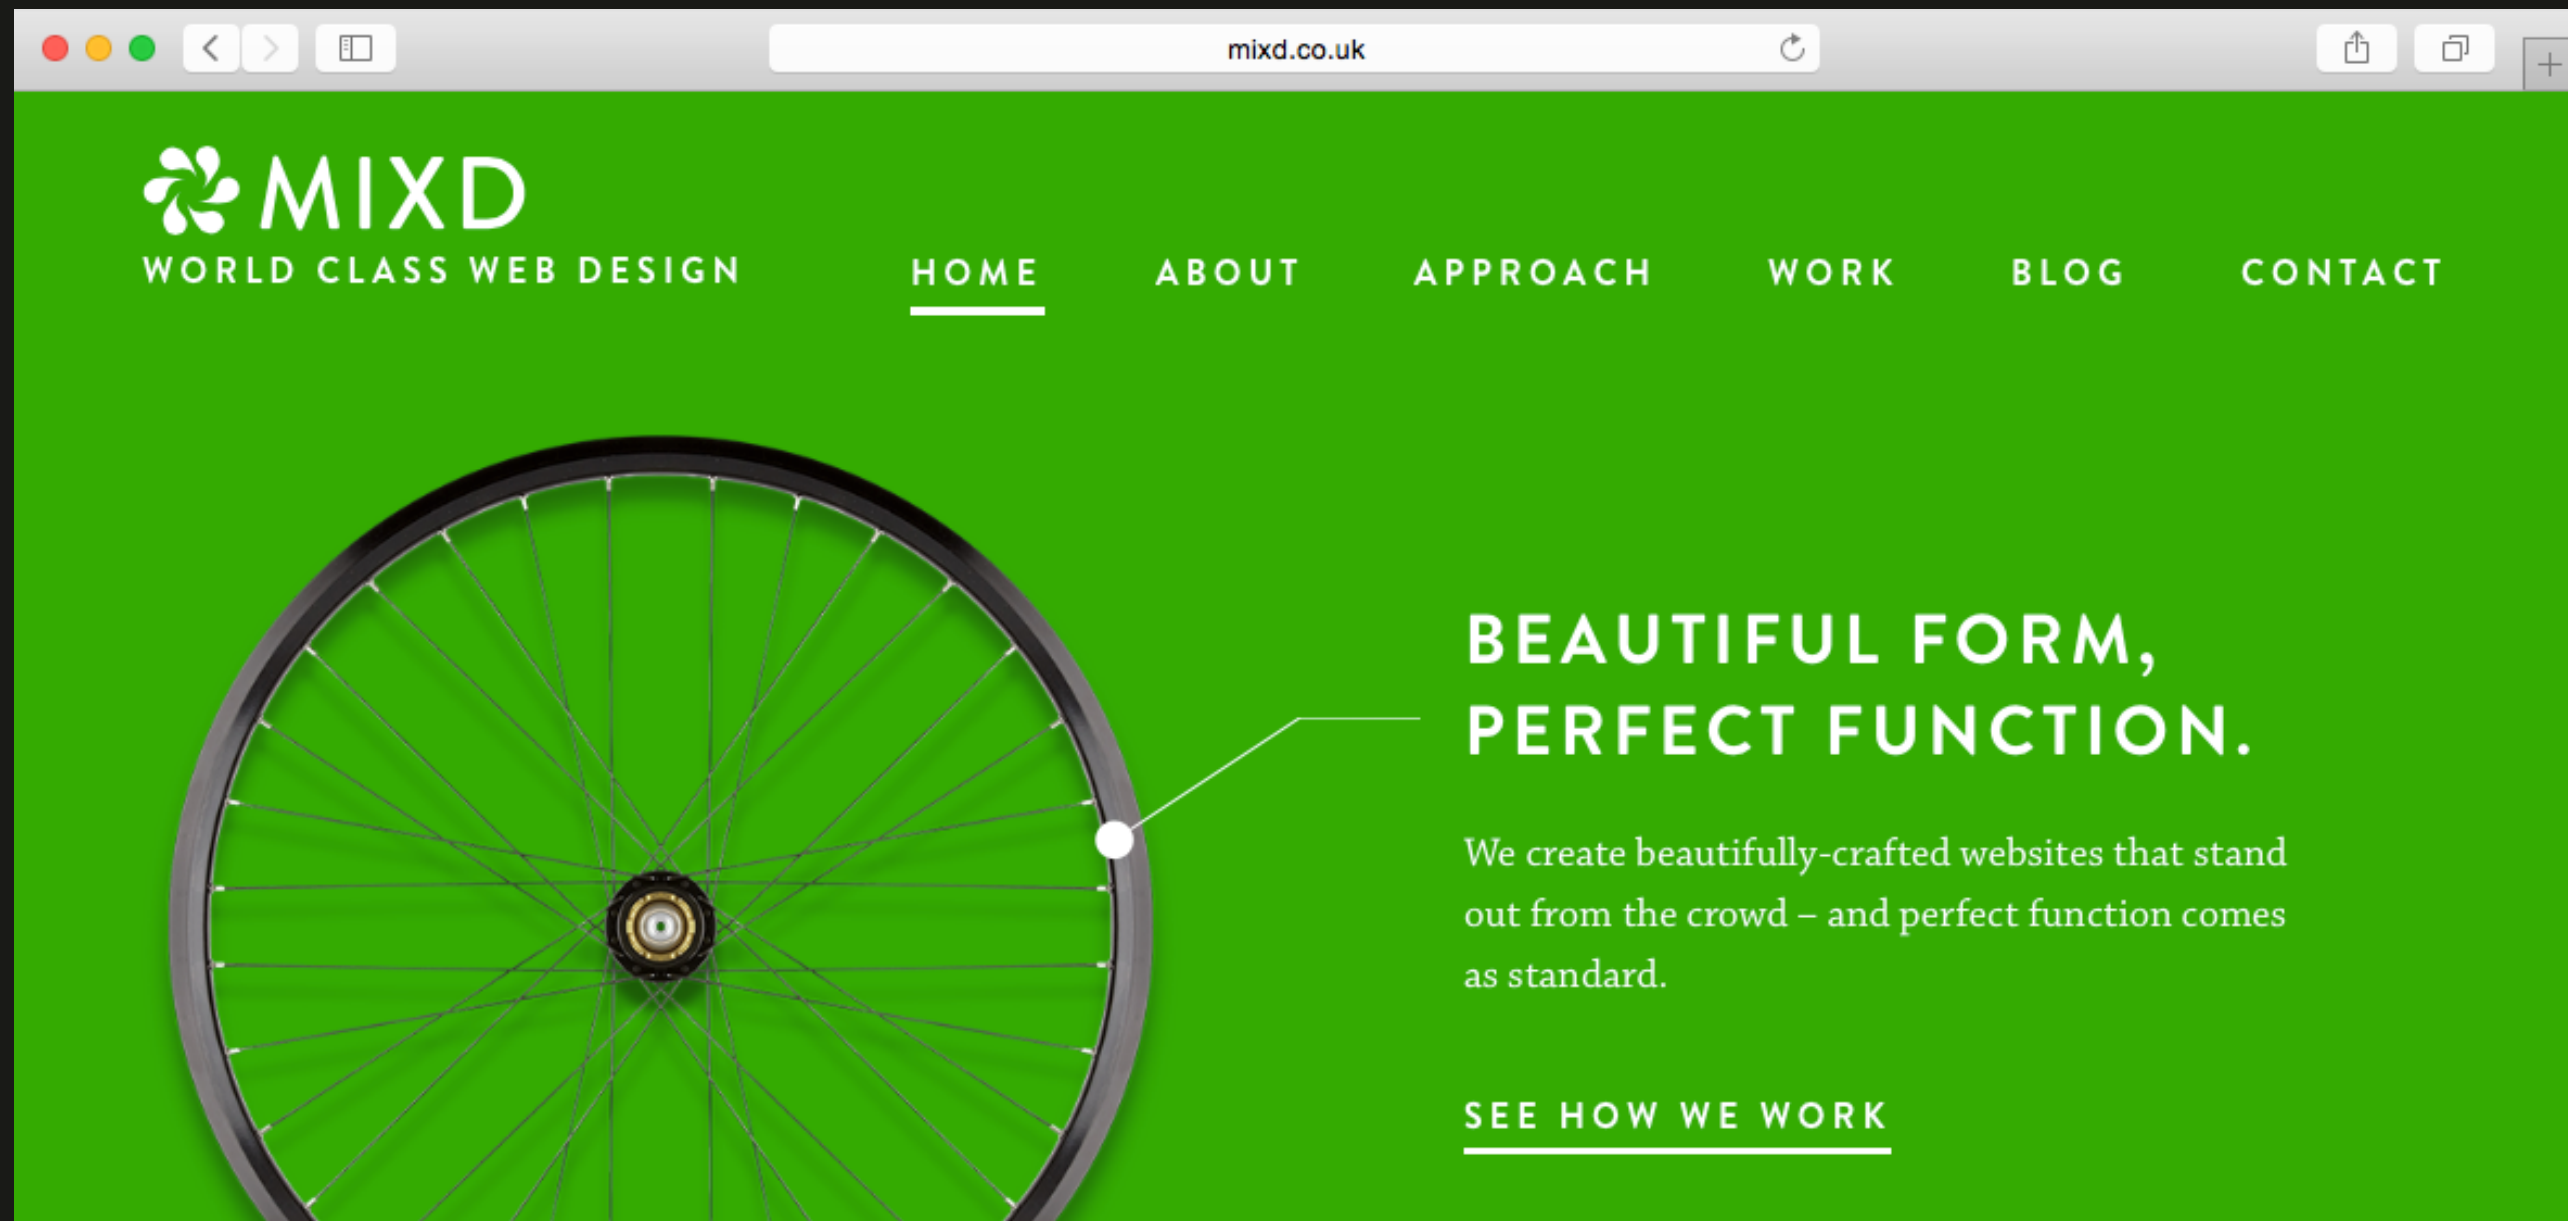 mixd.co.uk
MIXD
WORLD CLASS WEB DESIGN
HOME ABOUT APPROACH WORK BLOG CONTACT
BEAUTIFUL FORM,
PERFECT FUNCTION.
We create beautifully-crafted websites that stand
out from the crowd – and perfect function comes
as standard.
SEE HOW WE WORK